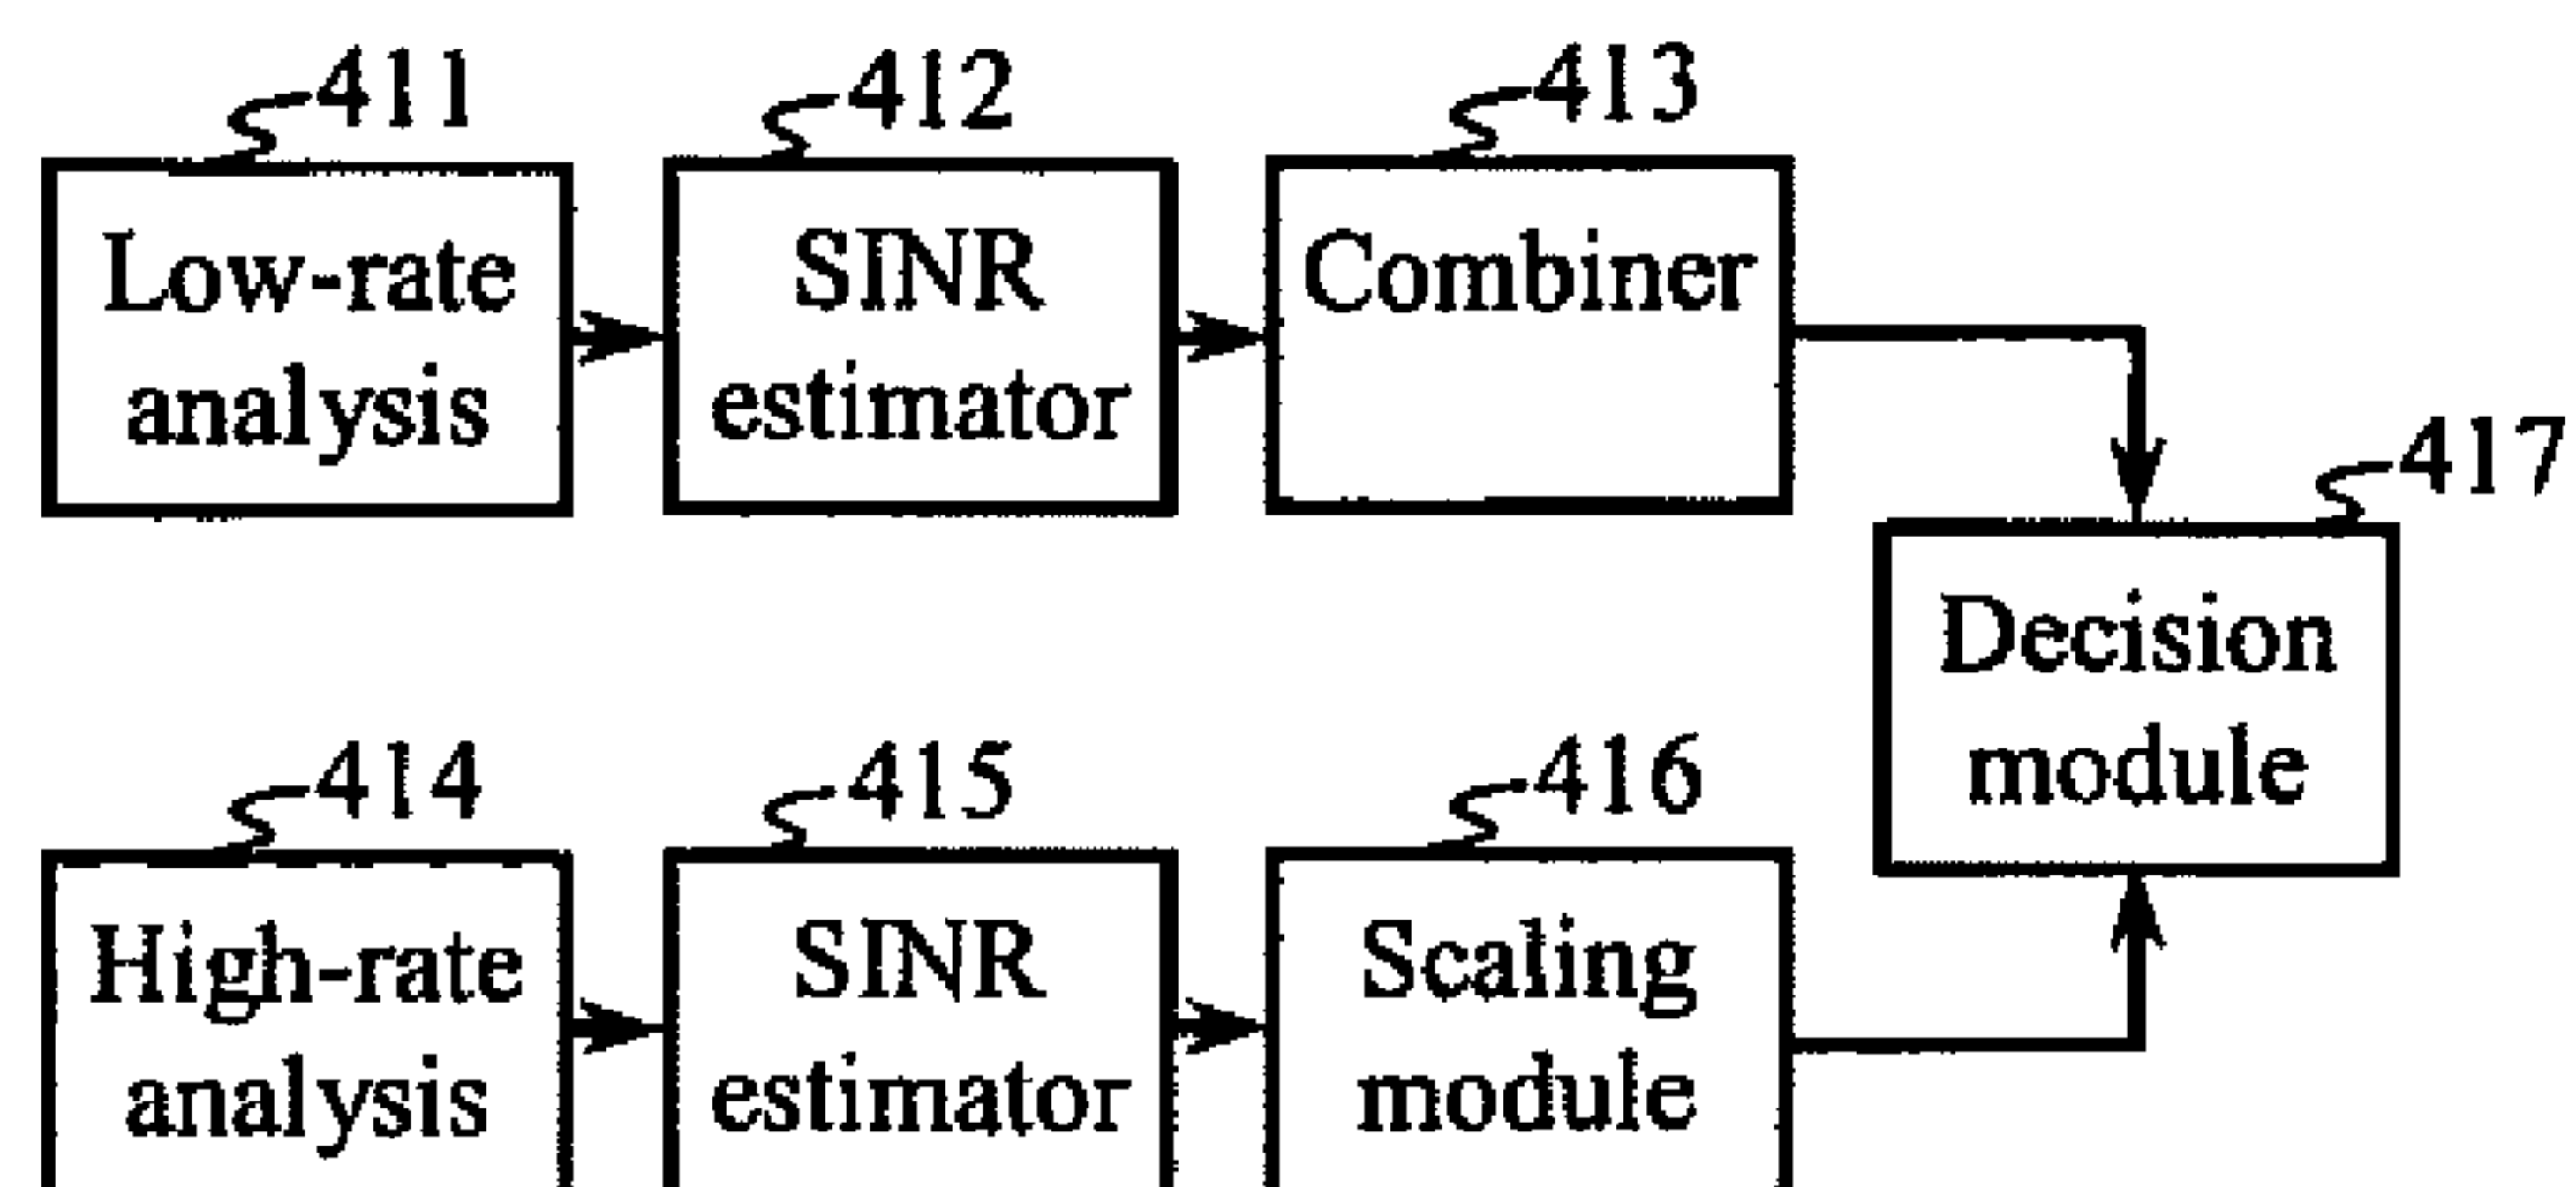 411
412
413
Low-rate
analysis
SINR
estimator
Combiner
417
Decision
module
414
415
416
High-rate
analysis
SINR
estimator
Scaling
module